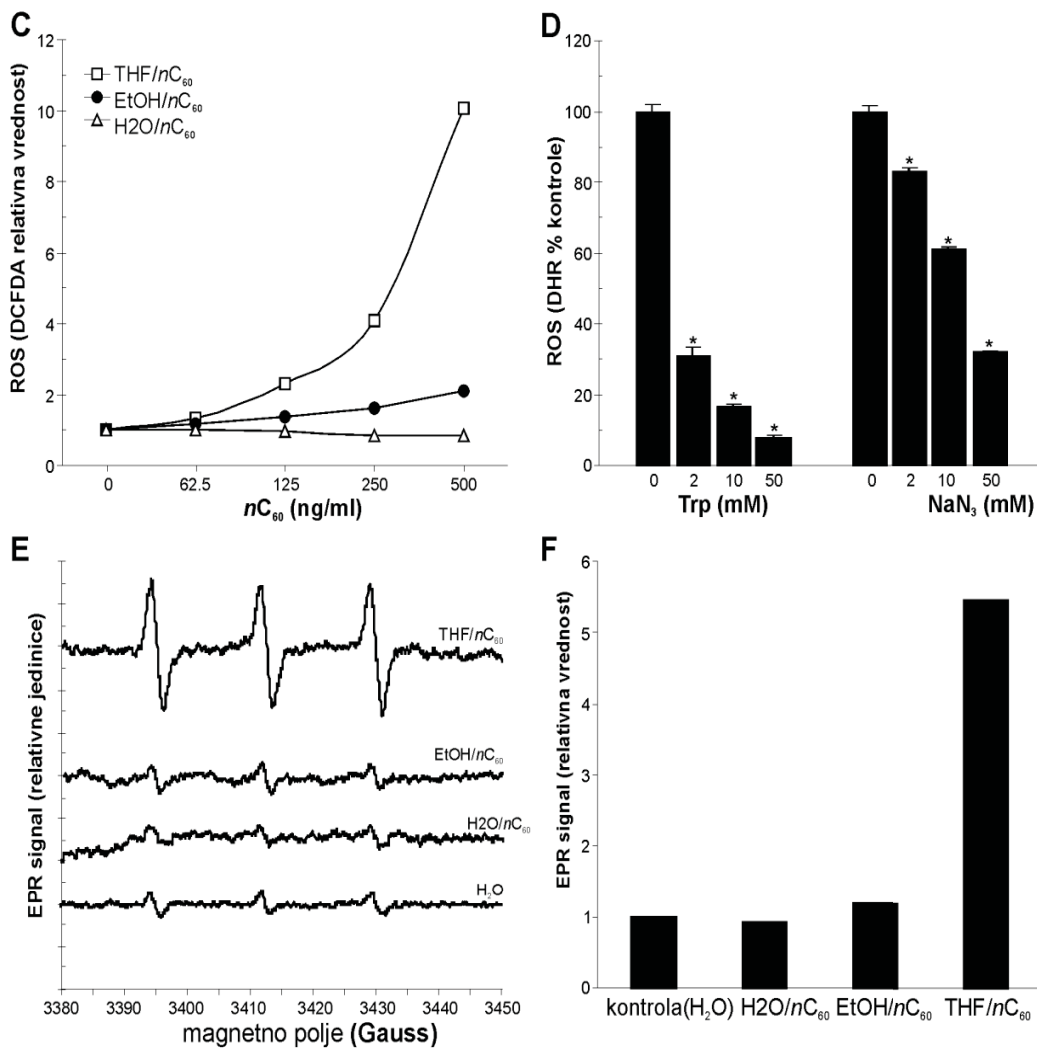 C
ROS (DCFDA relativna vrednost)
12
10
8
6
4
2
0
THF/nC₆₀
EtOH/nC₆₀
H2O/nC₆₀
0 62.5 125 250 500
nC₆₀ (ng/ml)
D
ROS (DHR % kontrole)
120
100
80
60
40
20
0
* * * * * *
0 2 10 50 0 2 10 50
Trp (mM) NaN₃ (mM)
E
EPR signal (relativne jedinice)
THF/nC₆₀
EtOH/nC₆₀
H2O/nC₆₀
H₂O
3380 3390 3400 3410 3420 3430 3440 3450
magnetno polje (Gauss)
F
EPR signal (relativna vrednost)
6
5
4
3
2
1
0
kontrola(H₂O) H2O/nC₆₀ EtOH/nC₆₀ THF/nC₆₀